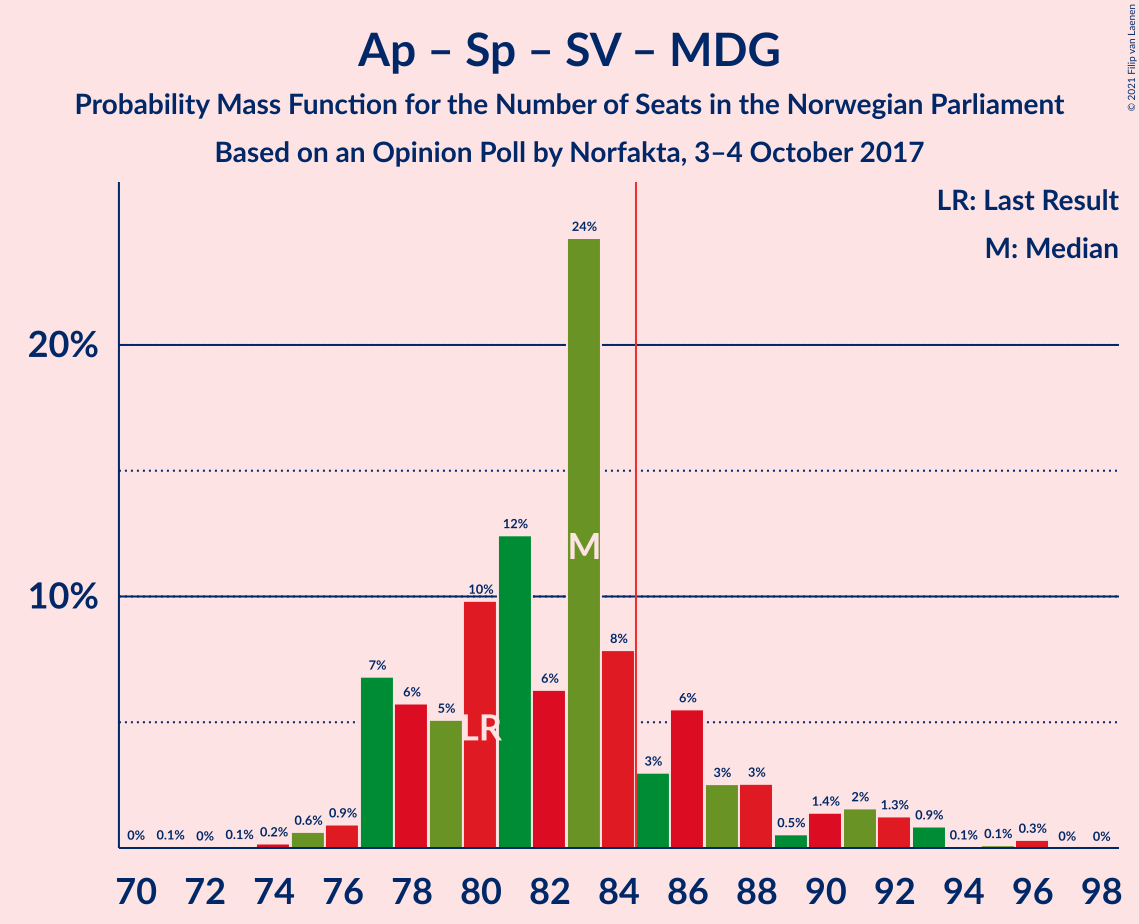 Ap – Sp – SV – MDG
Probability Mass Function for the Number of Seats in the Norwegian Parliament
Based on an Opinion Poll by Norfakta, 3–4 October 2017
© 2021 Filip van Laenen
LR: Last Result
M: Median
20%
10%
0% 0.1% 0% 0.1% 0.2% 0.6% 0.9% 7% 6% 5% 10% 12% 6% 24% 8% 3% 6% 3% 3% 0.5% 1.4% 2% 1.3% 0.9% 0.1% 0.1% 0.3% 0% 0%
LR
M
70 72 74 76 78 80 82 84 86 88 90 92 94 96 98